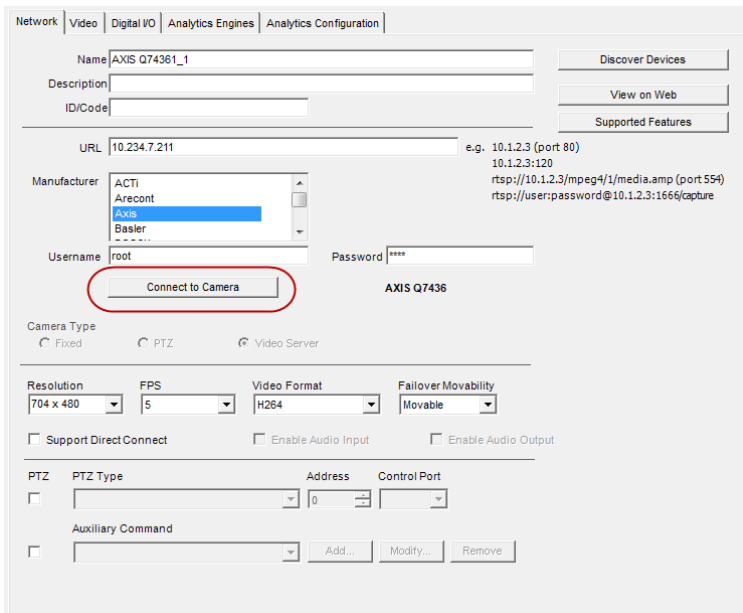 Network Video Digital I/O Analytics Engines Analytics Configuration
Name AXIS Q74361_1 Discover Devices
Description
View on Web
ID/Code
Supported Features
URL 10.234.7.211 e.g. 10.1.2.3 (port 80)
10.1.2.3:120
rtsp://10.1.2.3/mpeg4/1/media.amp (port 554)
rtsp://user:password@10.1.2.3:1666/capture
Manufacturer ACTi
Arecont
Axis
Basler
Username root Password ****
Connect to Camera AXIS Q7436
Camera Type
Fixed PTZ Video Server
Resolution FPS Video Format Failover Movability
704 x 480 5 H264 Movable
Support Direct Connect Enable Audio Input Enable Audio Output
PTZ PTZ Type Address Control Port
0
Auxiliary Command
Add... Modify... Remove